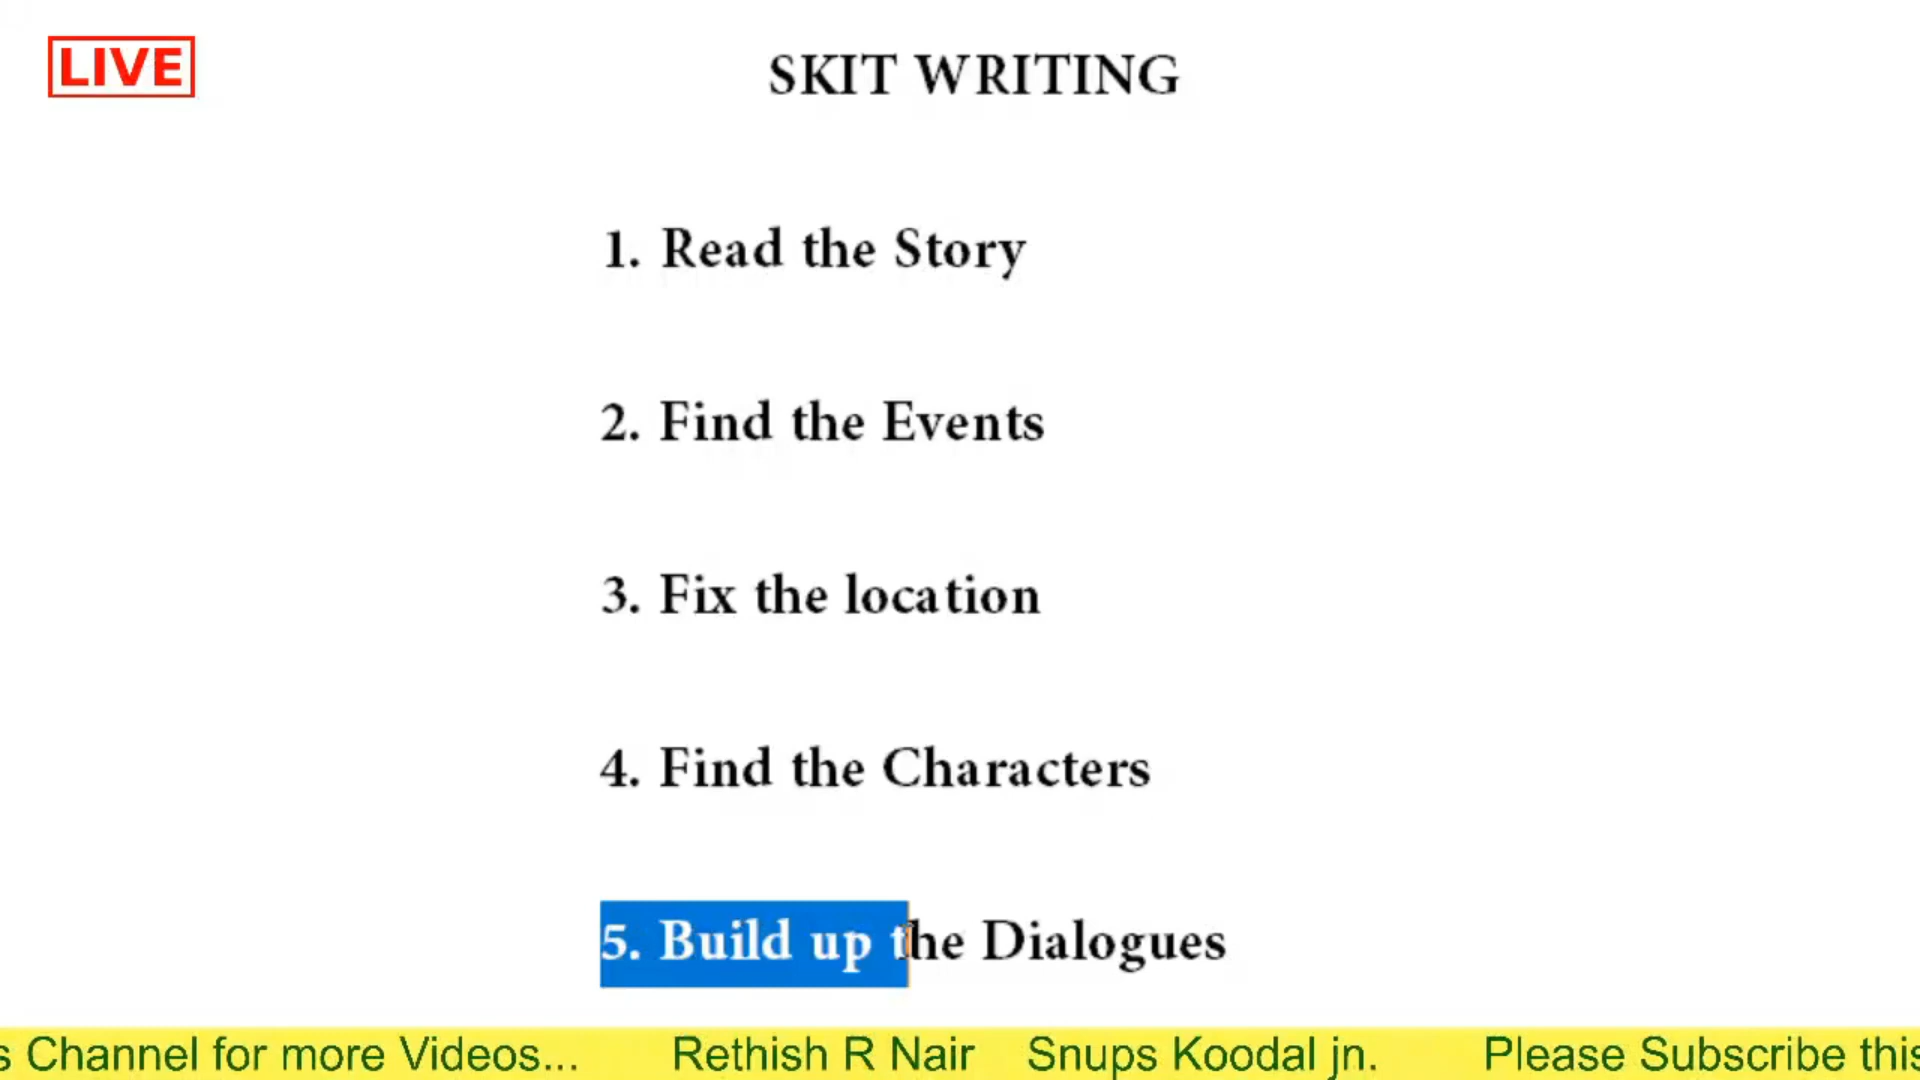 LIVE
SKIT WRITING
1. Read the Story
2. Find the Events
3. Fix the location
4. Find the Characters
5. Build up the Dialogues
s Channel for more Videos... Rethish R Nair Snups Koodal jn. Please Subscribe this